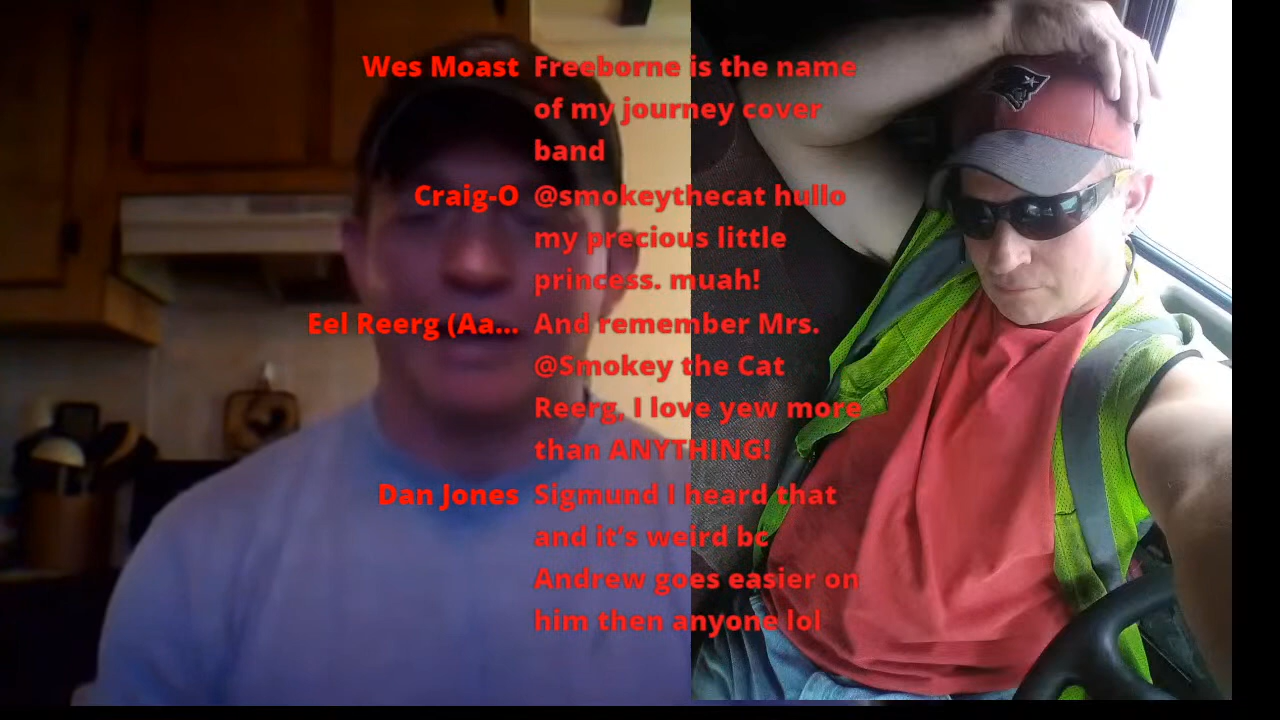 Wes Moast Freeborne is the name
of my journey cover
band
Craig-O @smokeythecat hullo
my precious little
princess. muah!
Eel Reerg (Aa... And remember Mrs.
@Smokey the Cat
Reerg, I love yew more
than ANYTHING!
Dan Jones Sigmund I heard that
and it's weird bc
Andrew goes easier on
him then anyone lol